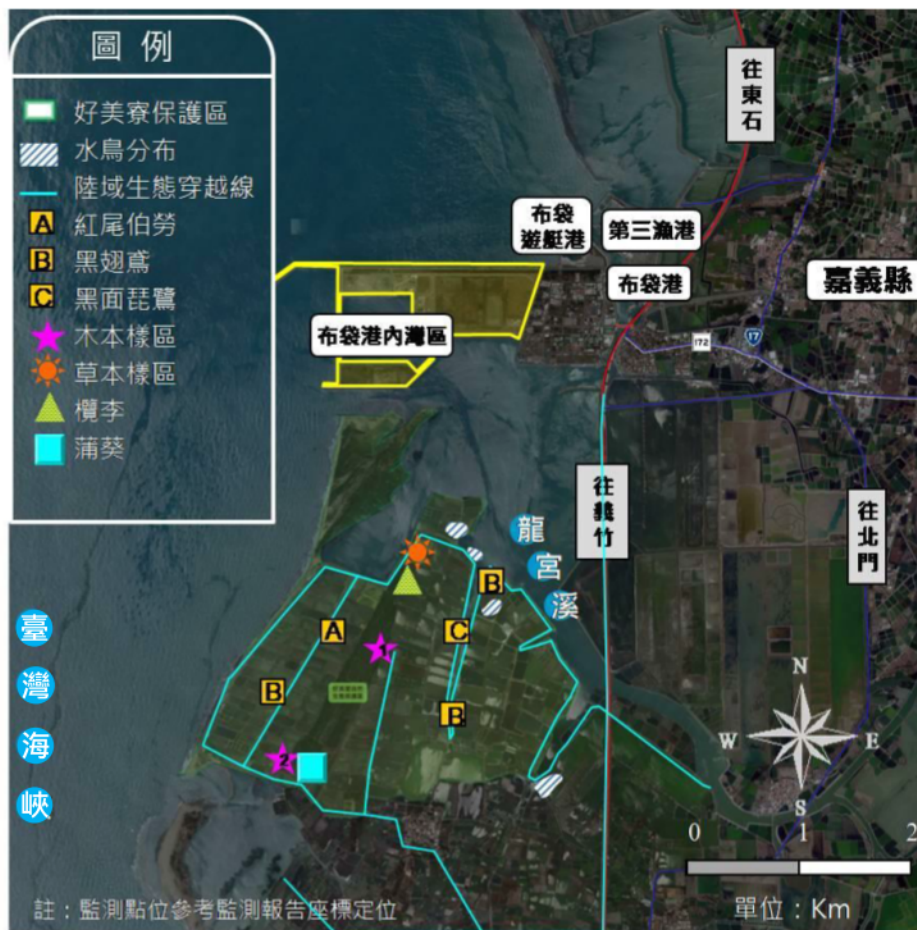 圖例
好美寮保護區
水鳥分布
陸域生態穿越線
A 紅尾伯勞
B 黑翅鳶
C 黑面琵鷺
木本樣區
草本樣區
欖李
蒲葵
往東石
布袋
遊艇港
第三漁港
布袋港
嘉義縣
布袋港內灣區
172
17
往義竹
往北門
龍
宮
溪
B
A
C
1
B
B
2
臺
灣
海
峽
N
W
E
S
0 1 2
單位：Km
註：監測點位參考監測報告座標定位